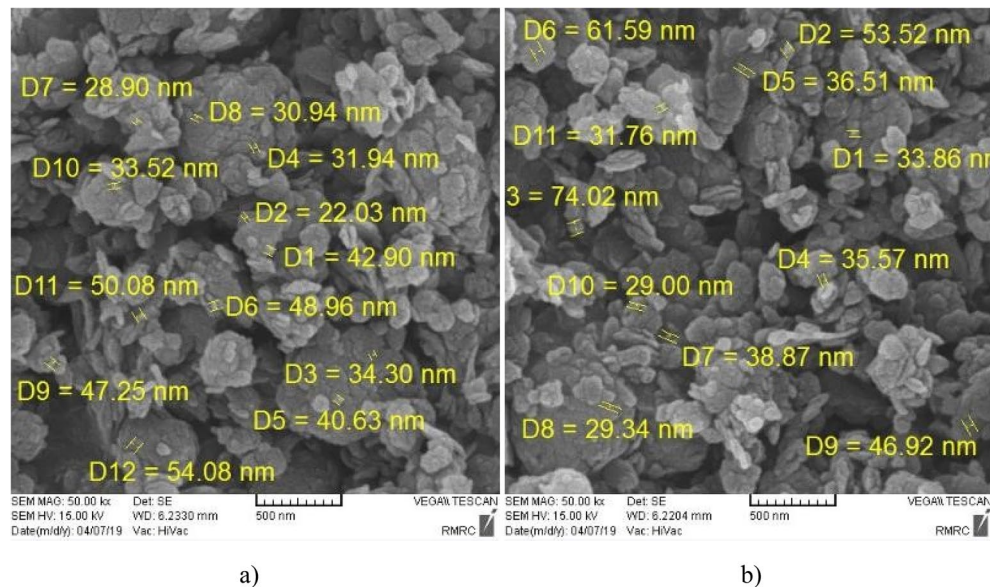 D7 = 28.90 nm
D8 = 30.94 nm
D10 = 33.52 nm
D4 = 31.94 nm
D2 = 22.03 nm
D1 = 42.90 nm
D11 = 50.08 nm
D6 = 48.96 nm
D3 = 34.30 nm
D9 = 47.25 nm
D5 = 40.63 nm
D12 = 54.08 nm
SEM MAG: 50.00 kx Det: SE
SEM HV: 15.00 kV WD: 6.2330 mm
Date(m/d/y): 04/07/19 Vac: HiVac
500 nm
VEGA\\ TESCAN
RMRC
a)
D6 = 61.59 nm
D2 = 53.52 nm
D5 = 36.51 nm
D11 = 31.76 nm
D1 = 33.86 nm
3 = 74.02 nm
D4 = 35.57 nm
D10 = 29.00 nm
D7 = 38.87 nm
D8 = 29.34 nm
D9 = 46.92 nm
SEM MAG: 50.00 kx Det: SE
SEM HV: 15.00 kV WD: 6.2204 mm
Date(m/d/y): 04/07/19 Vac: HiVac
500 nm
VEGA\\ TESCAN
RMRC
b)